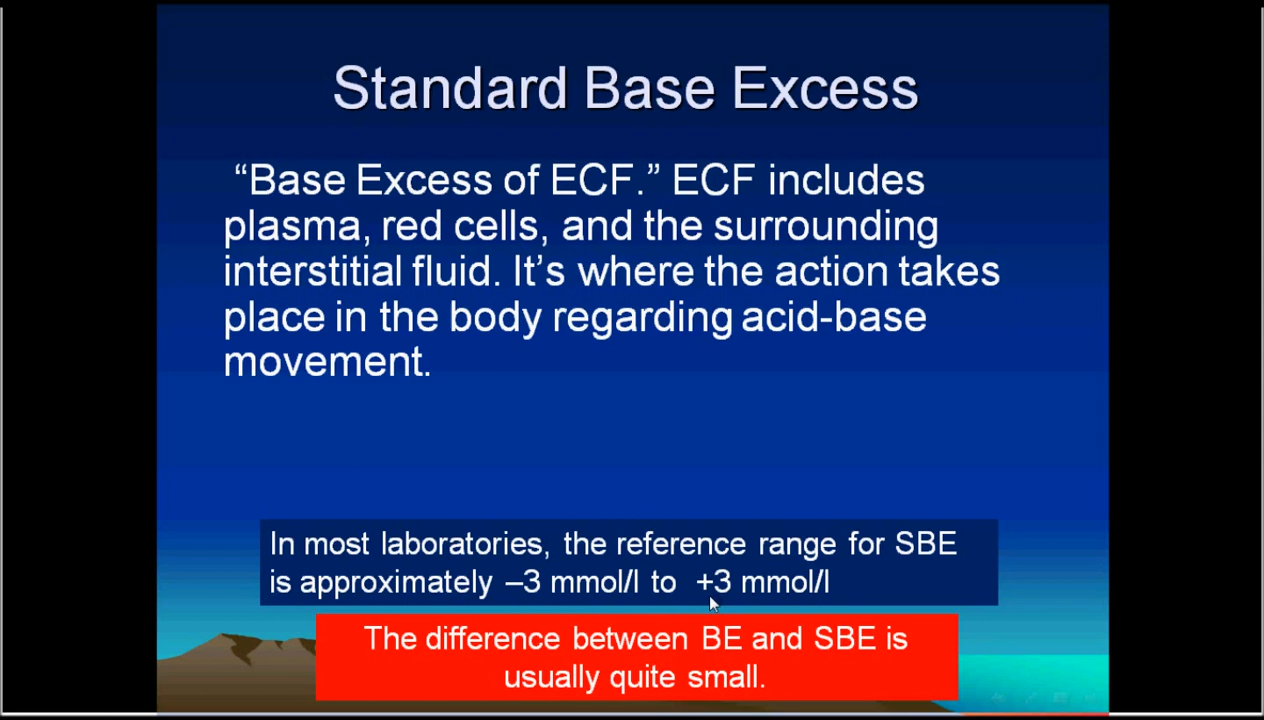 Standard Base Excess
“Base Excess of ECF.” ECF includes
plasma, red cells, and the surrounding
interstitial fluid. It’s where the action takes
place in the body regarding acid-base
movement.
In most laboratories, the reference range for SBE
is approximately –3 mmol/l to +3 mmol/l
The difference between BE and SBE is
usually quite small.